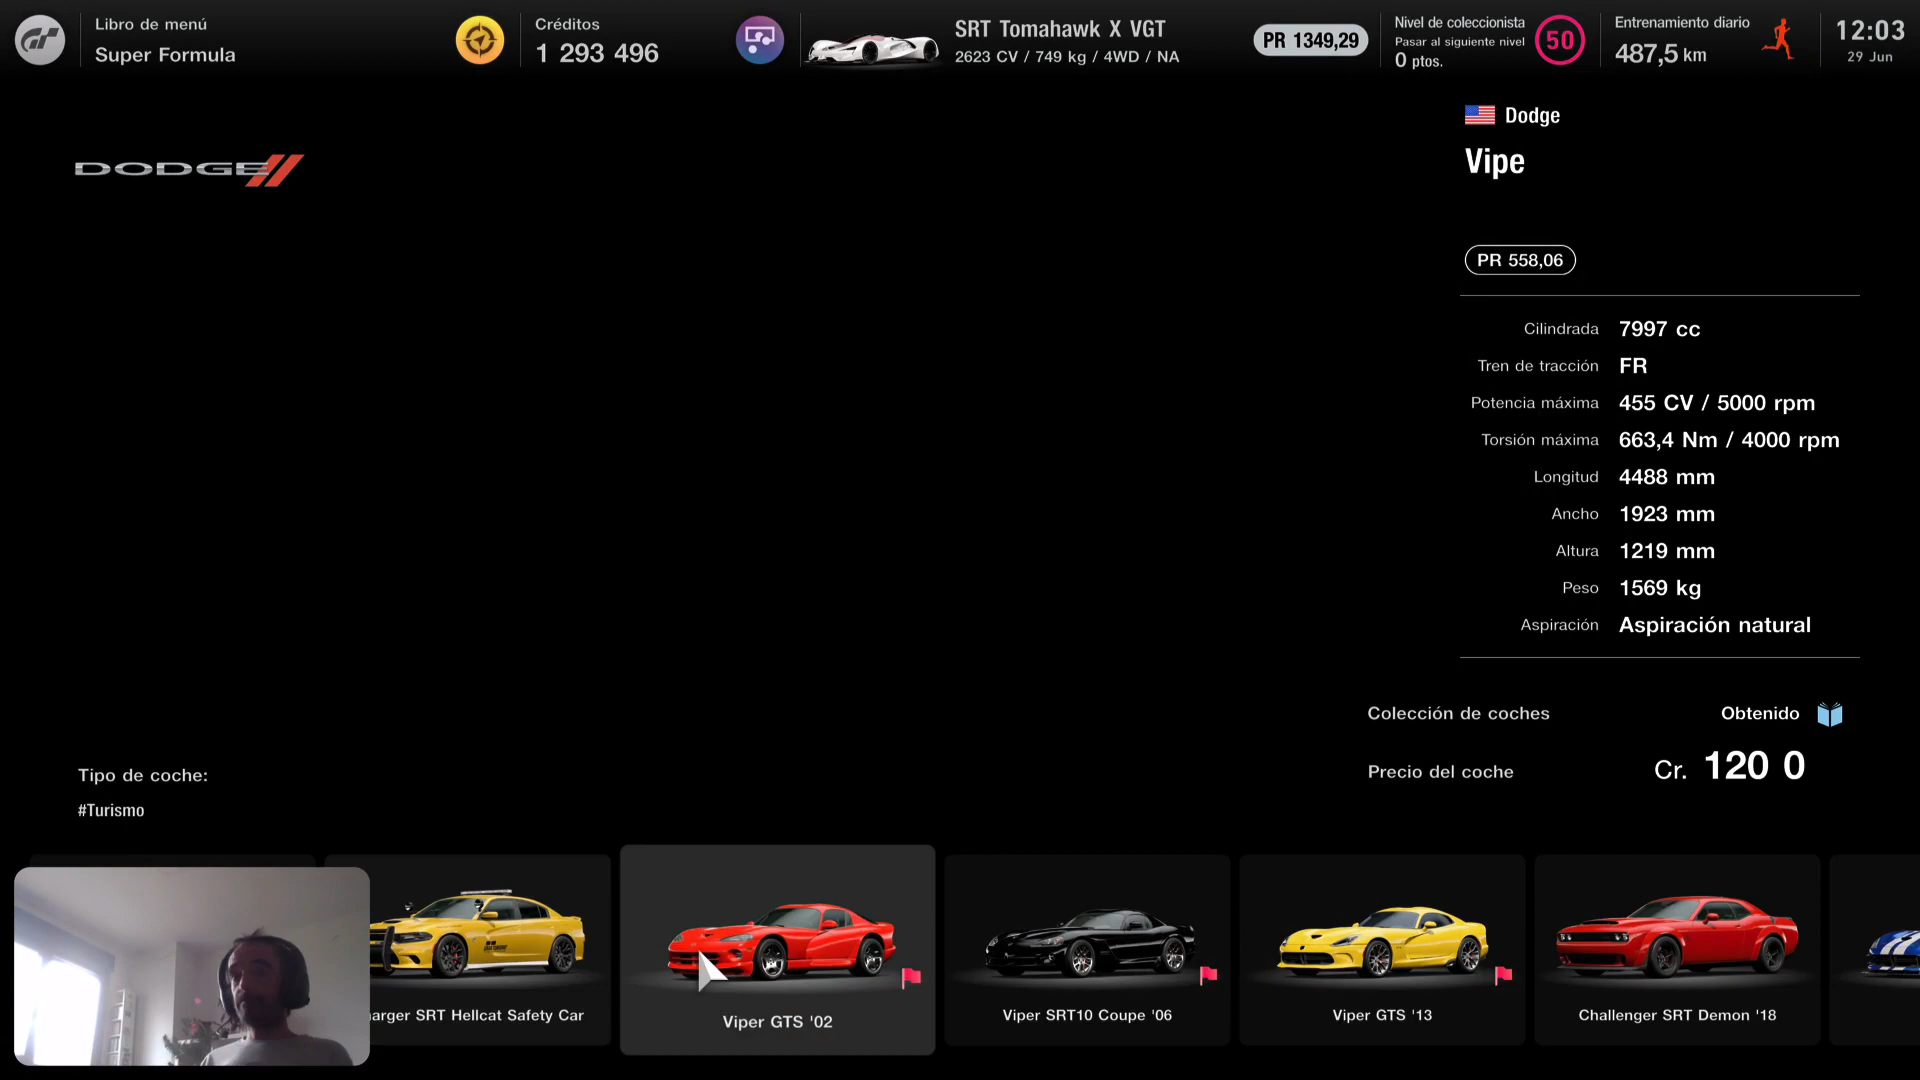 Libro de menú
Super Formula
Créditos
1 293 496
SRT Tomahawk X VGT
2623 CV / 749 kg / 4WD / NA
PR 1349,29
Nivel de coleccionista
Pasar al siguiente nivel
0 ptos.
50
Entrenamiento diario
487,5 km
12:03
29 Jun
DODGE
Dodge
Vipe
PR 558,06
Cilindrada 7997 cc
Tren de tracción FR
Potencia máxima 455 CV / 5000 rpm
Torsión máxima 663,4 Nm / 4000 rpm
Longitud 4488 mm
Ancho 1923 mm
Altura 1219 mm
Peso 1569 kg
Aspiración Aspiración natural
Colección de coches Obtenido
Precio del coche Cr. 120 0
Tipo de coche:
#Turismo
arger SRT Hellcat Safety Car
Viper GTS '02
Viper SRT10 Coupe '06
Viper GTS '13
Challenger SRT Demon '18